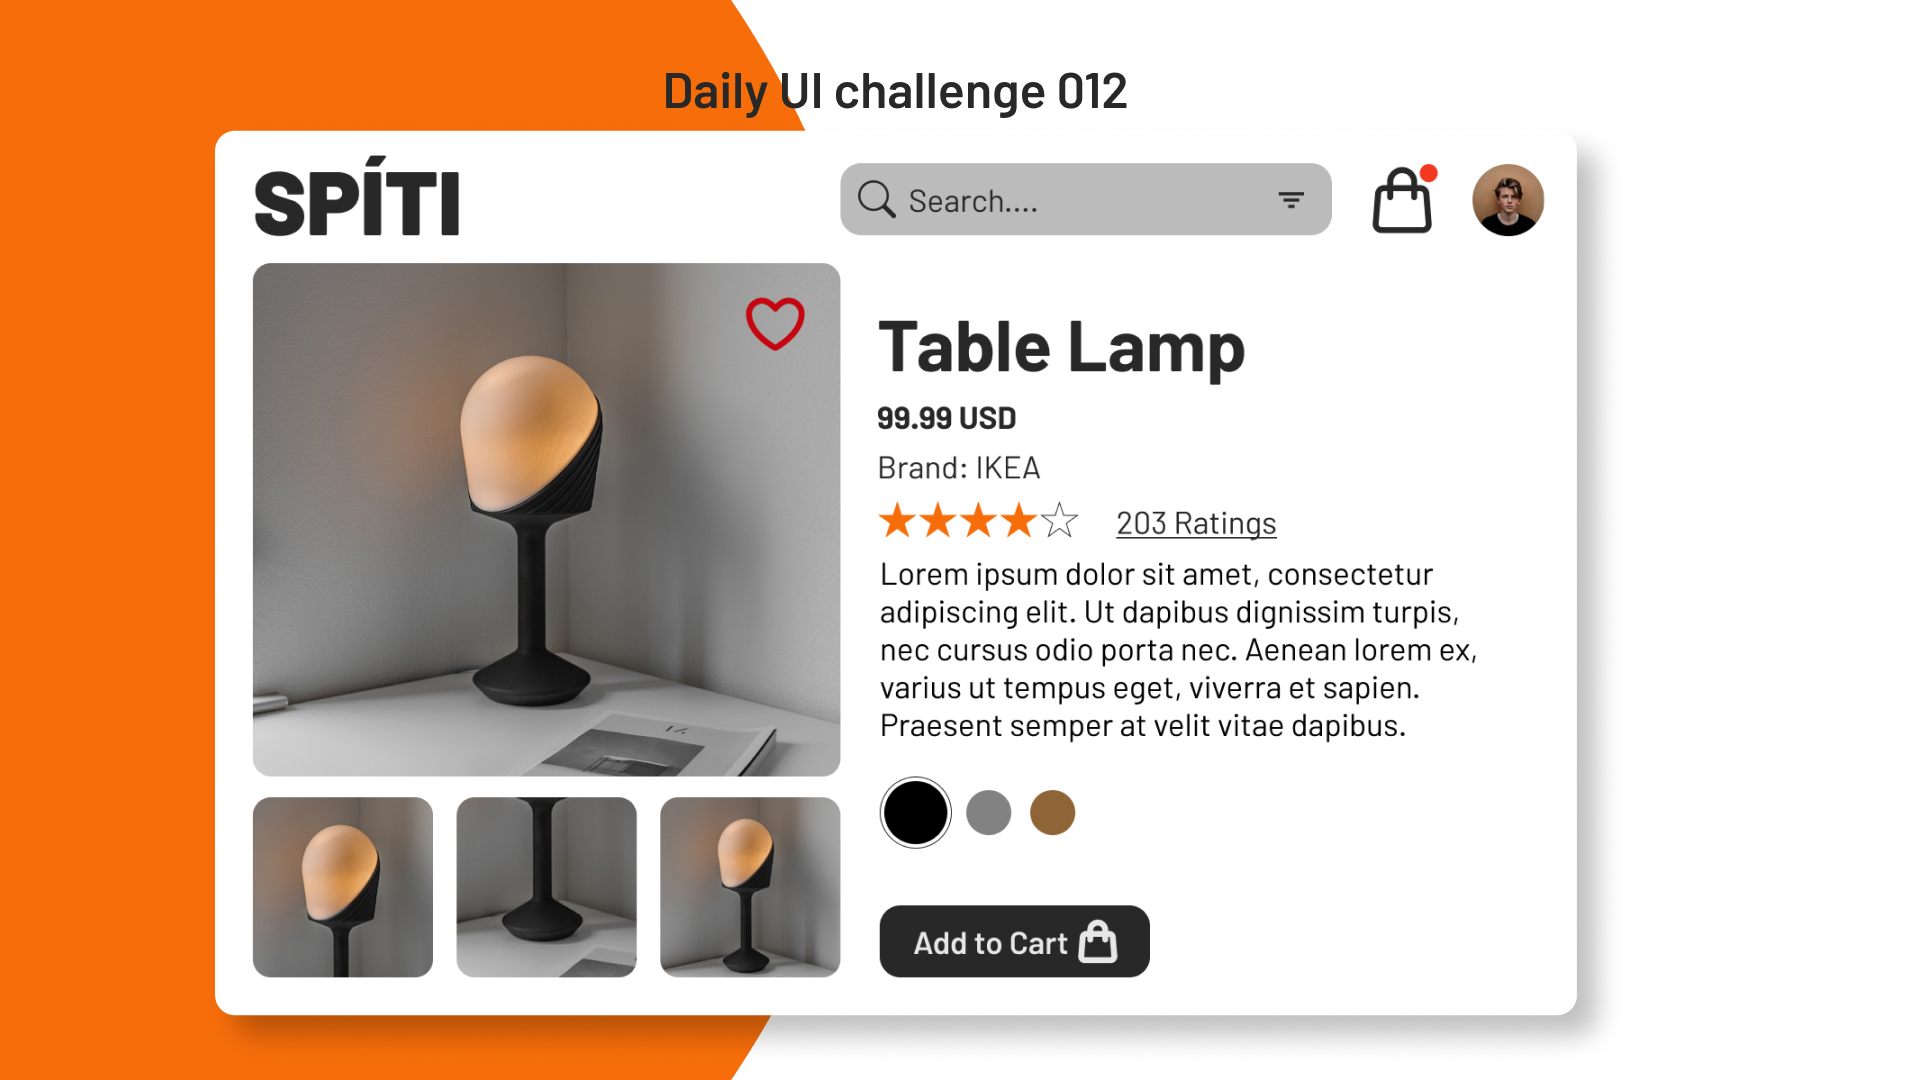 Daily UI challenge 012
SPÍTI
Search....
Table Lamp
99.99 USD
Brand: IKEA
203 Ratings
Lorem ipsum dolor sit amet, consectetur
adipiscing elit. Ut dapibus dignissim turpis,
nec cursus odio porta nec. Aenean lorem ex,
varius ut tempus eget, viverra et sapien.
Praesent semper at velit vitae dapibus.
Add to Cart